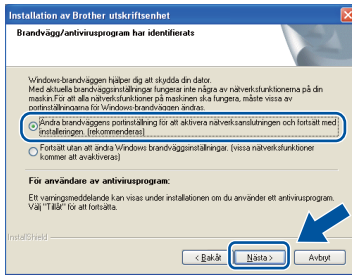 Installation av Brother utskriftsenhet
Brandvägg/antivirusprogram har identifierats
Windows-brandväggen hjälper dig att skydda din dator.
Med aktuella brandväggsinställningar fungerar inte några av nätverksfunktionerna på din
maskin.För att alla nätverksfunktioner på maskinen ska fungera, måste vissa av
portinställningarna för Windows-brandväggen ändras.
Ändra brandväggens portinställning för att aktivera nätverksanslutningen och fortsätt med
installeringen. (rekommenderas)
Fortsätt utan att ändra Windows brandväggsinställningar. (vissa nätverksfunktioner
kommer att avaktiveras)
För användare av antivirusprogram:
Ett varningsmeddelande kan visas under installationen om du använder ett antivirusprogram.
Välj "Tillåt" för att fortsätta.
InstallShield
< Bakåt
Nästa >
Avbryt